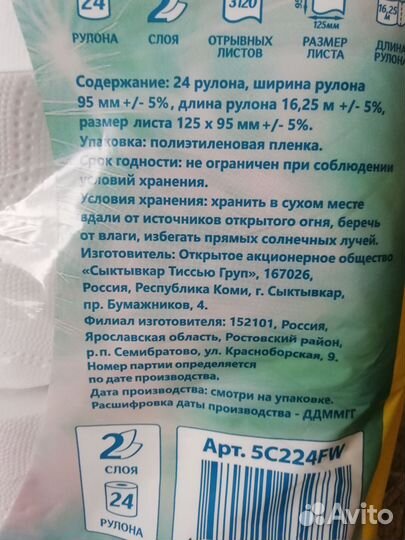 24
РУЛОНА
2
СЛОЯ
3120
ОТРЫВНЫХ
ЛИСТОВ
125мм
РАЗМЕР
ЛИСТА
16,25 м
ДЛИНА
РУЛОНА
Содержание: 24 рулона, ширина рулона
95 мм +/- 5%, длина рулона 16,25 м +/- 5%,
размер листа 125 х 95 мм +/- 5%.
Упаковка: полиэтиленовая пленка.
Срок годности: не ограничен при соблюдении
условий хранения.
Условия хранения: хранить в сухом месте
вдали от источников открытого огня, беречь
от влаги, избегать прямых солнечных лучей.
Изготовитель: Открытое акционерное общество
«Сыктывкар Тиссью Груп», 167026,
Россия, Республика Коми, г. Сыктывкар,
пр. Бумажников, 4.
Филиал изготовителя: 152101, Россия,
Ярославская область, Ростовский район,
р.п. Семибратово, ул. Красноборская, 9.
Номер партии определяется
по дате производства.
Дата производства: смотри на упаковке.
Расшифровка даты производства - ДДММГГ
2
СЛОЯ
24
РУЛОНА
Арт. 5C224FW
Avito